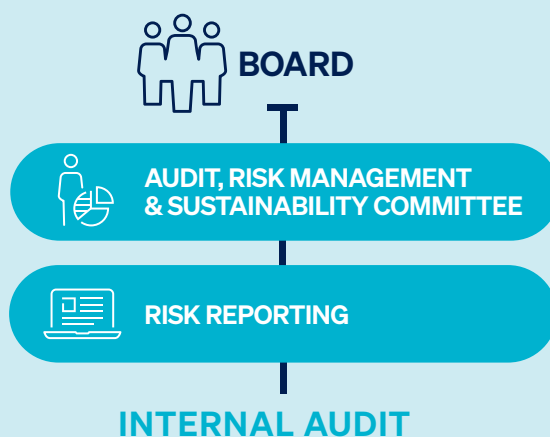 BOARD
AUDIT, RISK MANAGEMENT
& SUSTAINABILITY COMMITTEE
RISK REPORTING
INTERNAL AUDIT